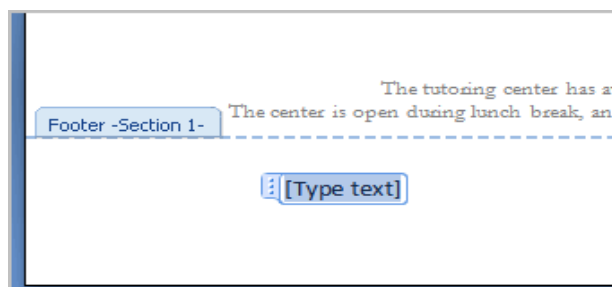 The tutoring center has
The center is open during lunch break, an
Footer -Section 1-
[Type text]